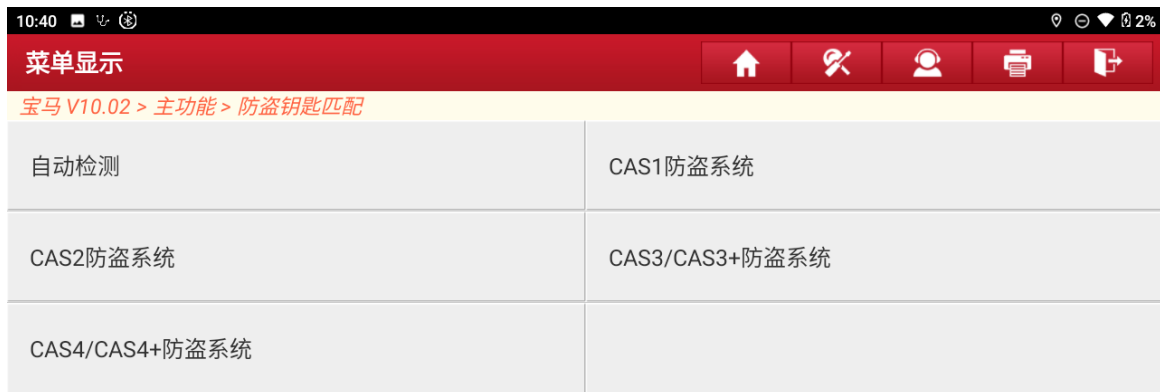 10:40 2%
菜单显示
宝马 V10.02 > 主功能 > 防盗钥匙匹配
自动检测 CAS1防盗系统
CAS2防盗系统 CAS3/CAS3+防盗系统
CAS4/CAS4+防盗系统